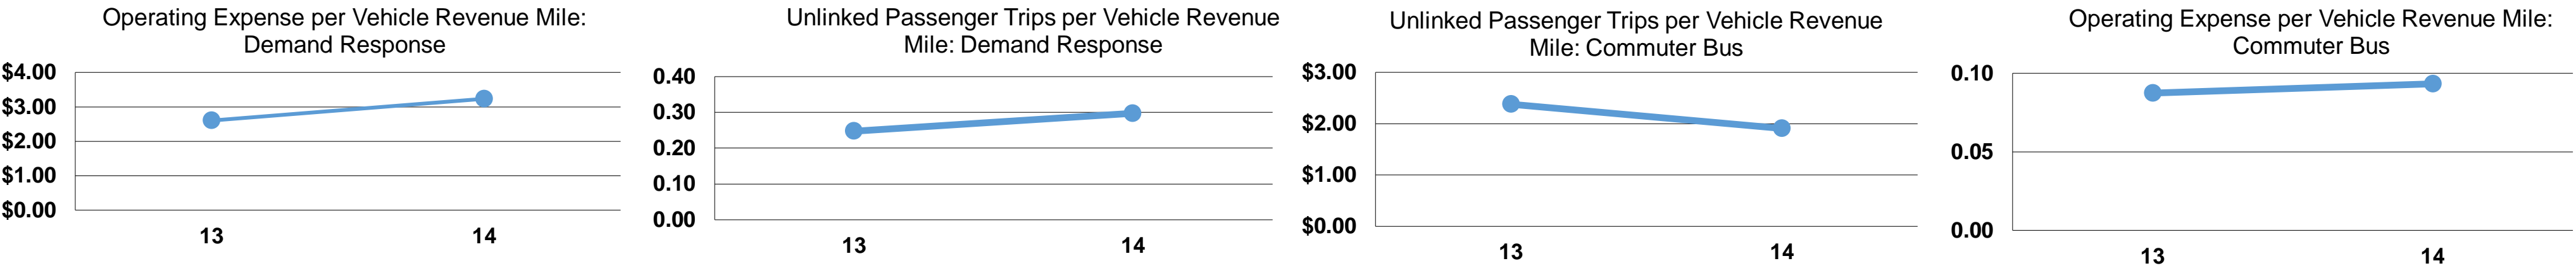 Operating Expense per Vehicle Revenue Mile:
Demand Response
$4.00
$3.00
$2.00
$1.00
$0.00
13 14
Unlinked Passenger Trips per Vehicle Revenue
Mile: Demand Response
0.40
0.30
0.20
0.10
0.00
13 14
Unlinked Passenger Trips per Vehicle Revenue
Mile: Commuter Bus
$3.00
$2.00
$1.00
$0.00
13 14
Operating Expense per Vehicle Revenue Mile:
Commuter Bus
0.10
0.05
0.00
13 14